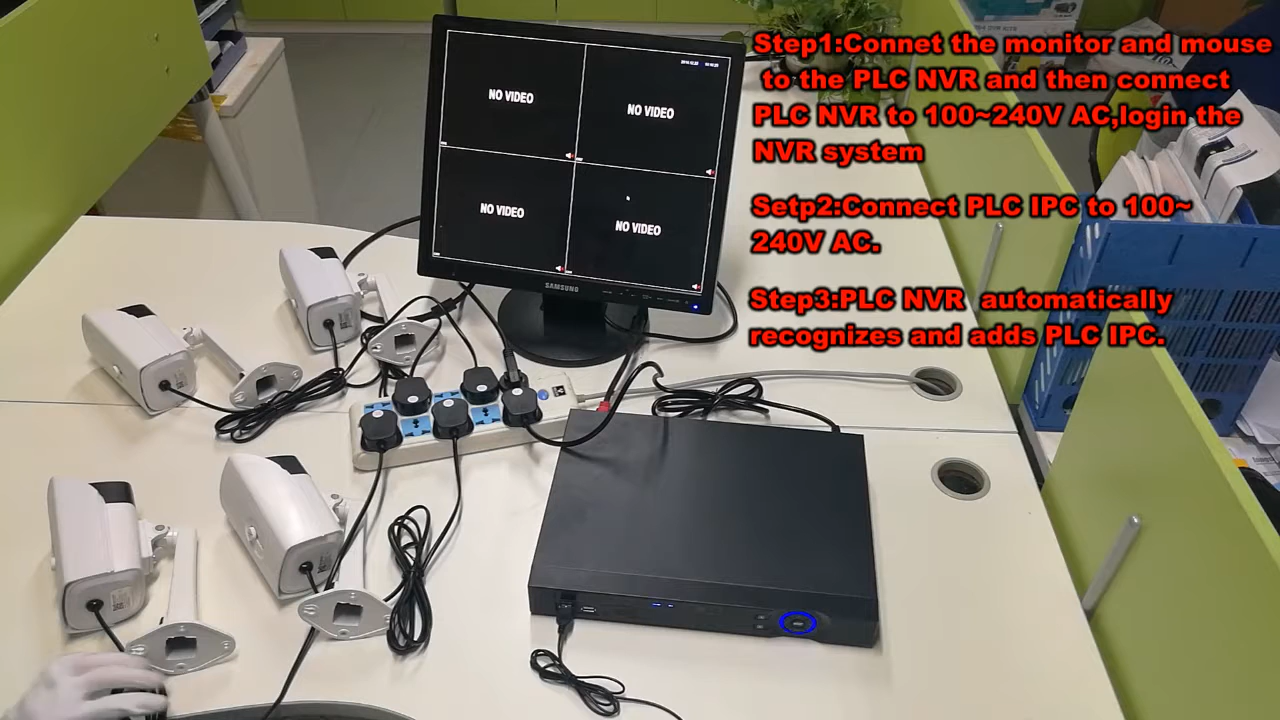 NO VIDEO
NO VIDEO
NO VIDEO
NO VIDEO
SAMSUNG
Step1:Connet the monitor and mouse
to the PLC NVR and then connect
PLC NVR to 100~240V AC,login the
NVR system
Setp2:Connect PLC IPC to 100~
240V AC.
Step3:PLC NVR automatically
recognizes and adds PLC IPC.